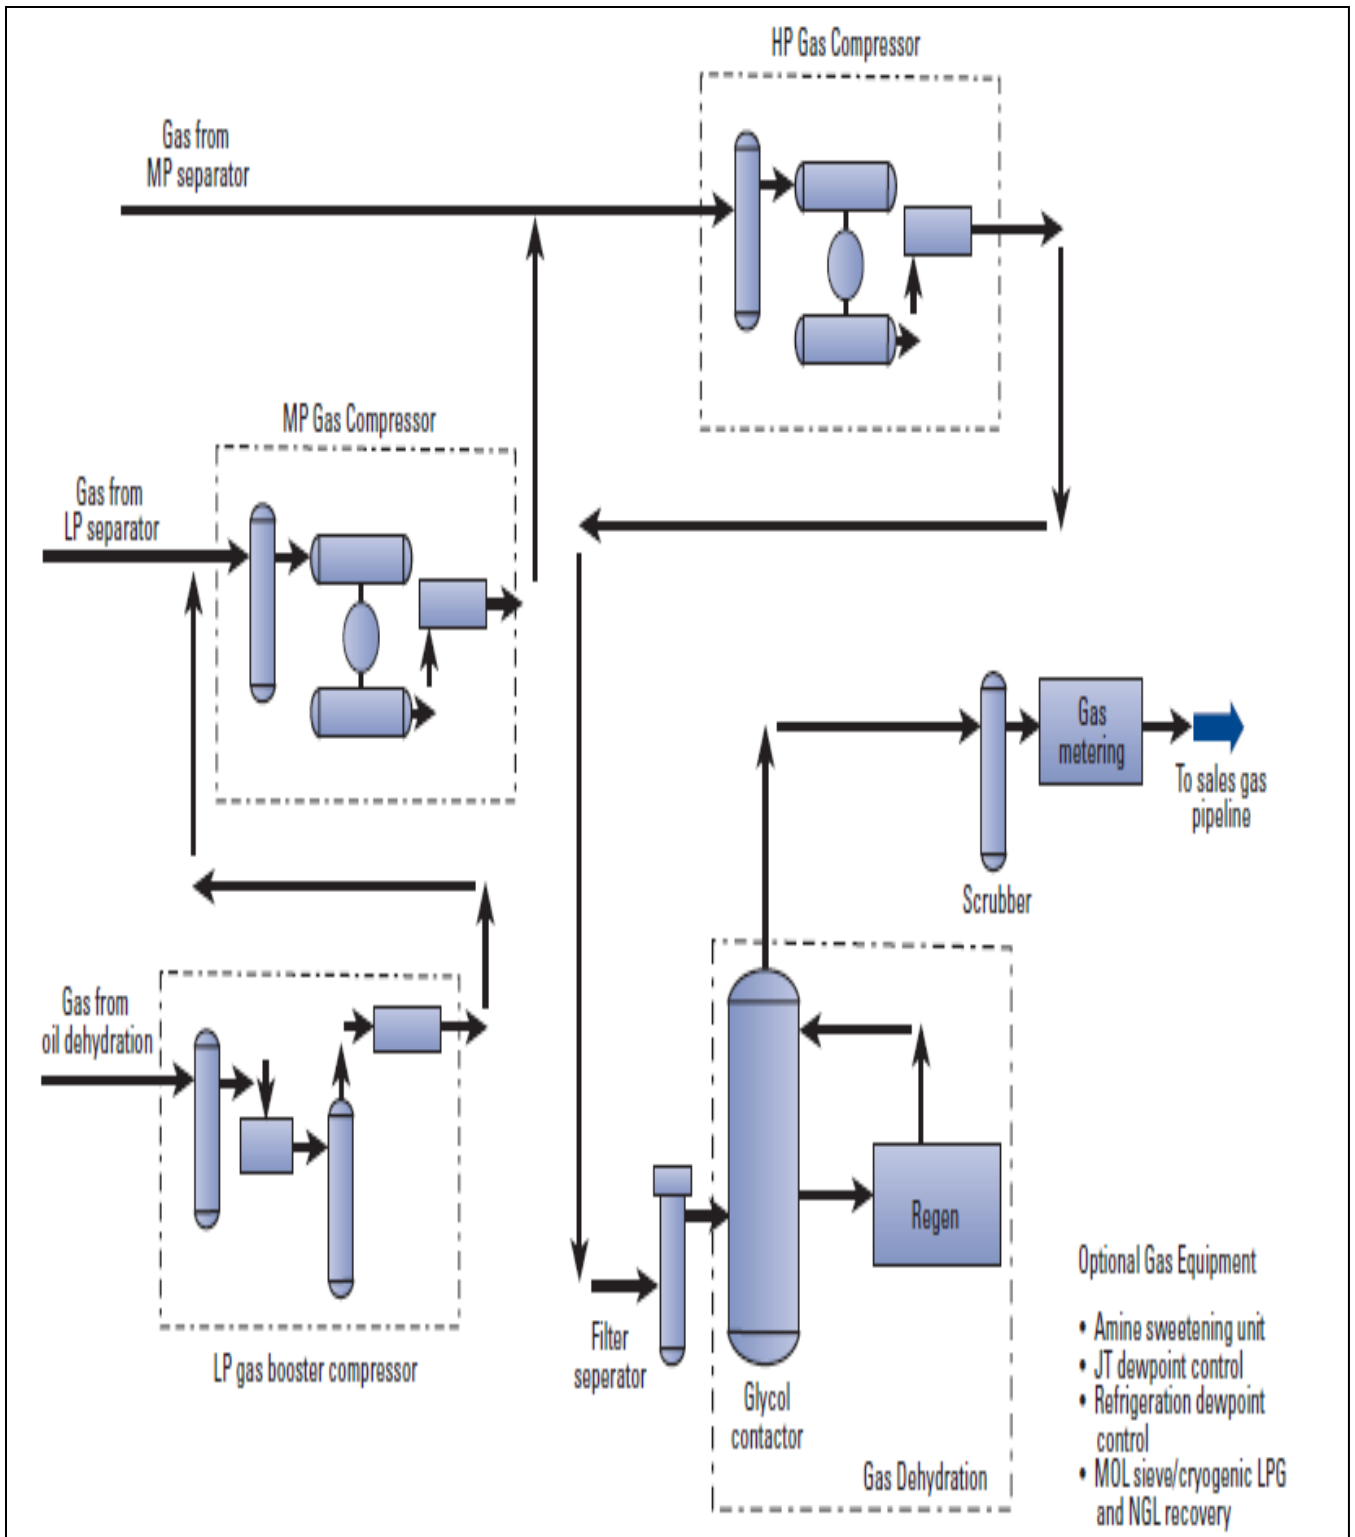 HP Gas Compressor
Gas from
MP separator
MP Gas Compressor
Gas from
LP separator
Gas
metering
To sales gas
pipeline
Scrubber
Gas from
oil dehydration
LP gas booster compressor
Regen
Filter
seperator
Glycol
contactor
Gas Dehydration
Optional Gas Equipment
• Amine sweetening unit
• JT dewpoint control
• Refrigeration dewpoint
control
• MOL sieve/cryogenic LPG
and NGL recovery